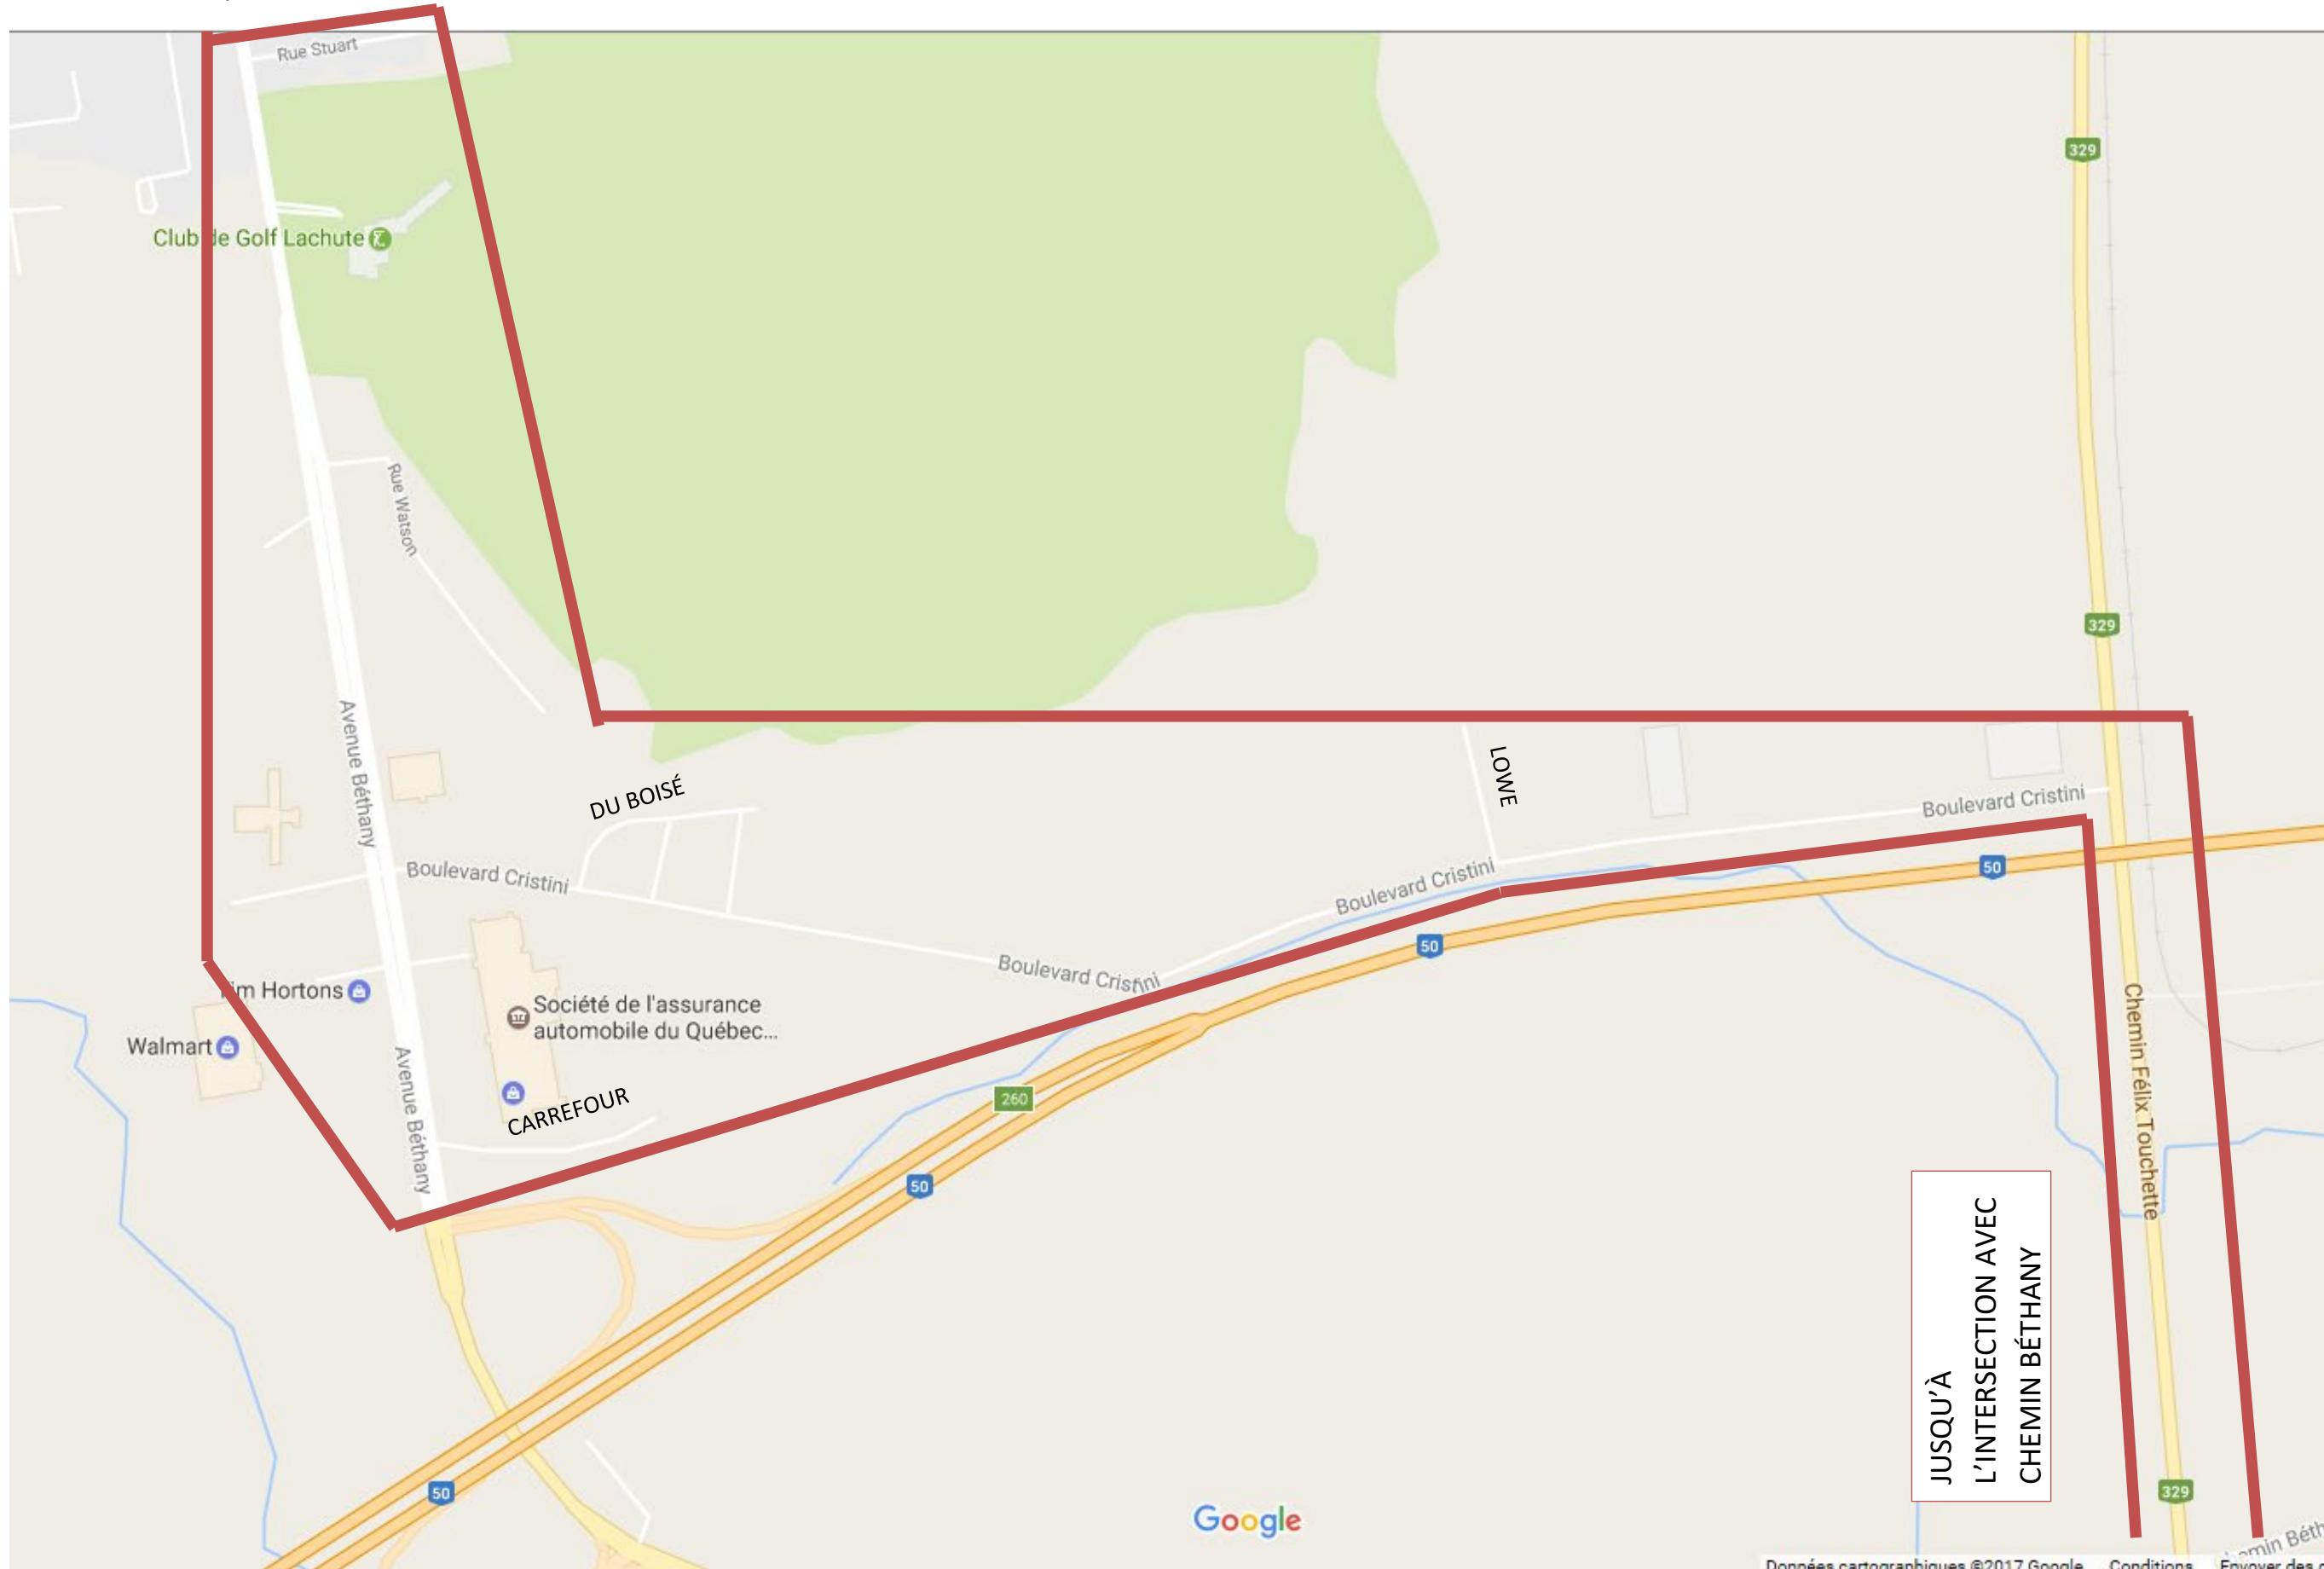 Rue Stuart
329
Club de Golf Lachute
Rue Watson
329
Avenue Béthany
LOWE
DU BOISÉ
Boulevard Cristini
Boulevard Cristini
Boulevard Cristini
50
50
Boulevard Cristini
Tim Hortons
Société de l'assurance
automobile du Québec...
Walmart
Chemin Félix Touchette
Avenue Béthany
CARREFOUR
260
50
JUSQU'À
L'INTERSECTION AVEC
CHEMIN BÉTHANY
50
329
Google
Données cartographiques ©2017 Google
Conditions
Envoyer des